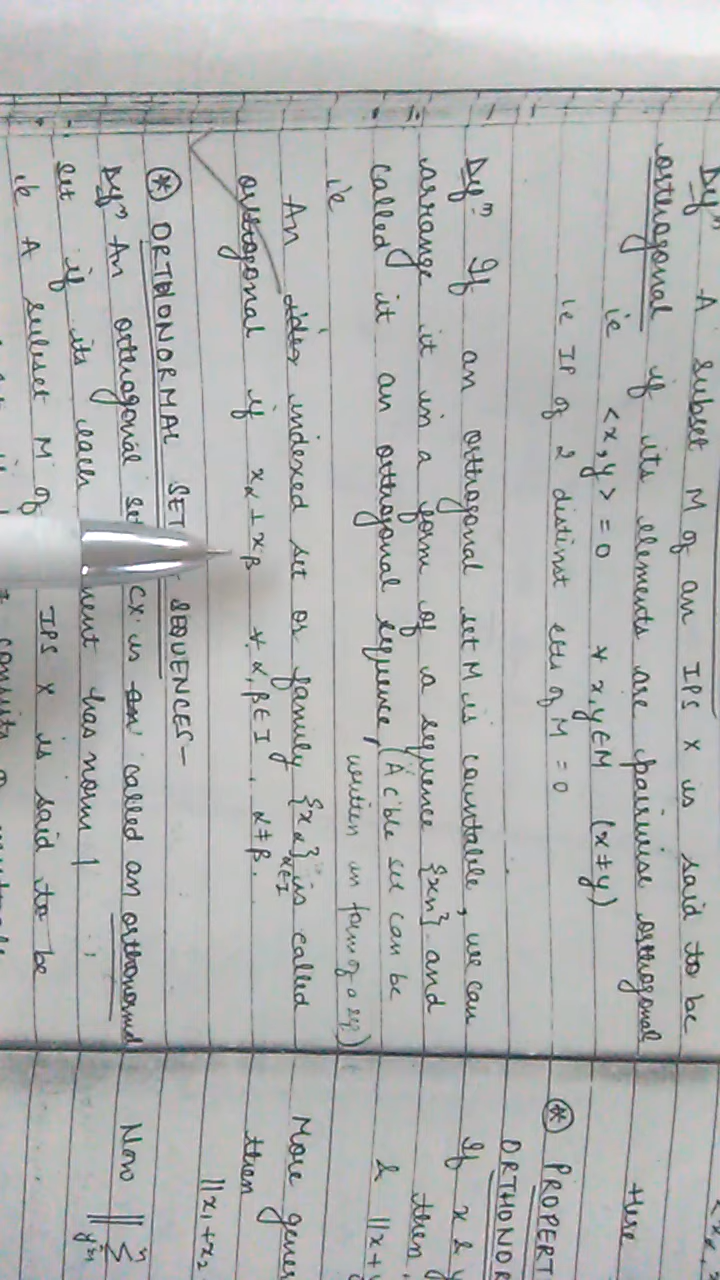 Defⁿ A subset M of an IPS X is said to be
orthogonal if its elements are pairwise orthogonal
ie <x,y> = 0 ∀ x,y ∈ M (x≠y)
ie IP of 2 distinct elts of M = 0
Defⁿ If an orthogonal set M is countable, we can
arrange it in a form of a sequence {xn} and
called it an orthogonal sequence, (A c'ble set can be
written in form of a seq)
ie
An indexed set or family {xα} α∈I is called
orthogonal if xα ⊥ xβ ∀ α, β ∈ I, α ≠ β.
⊛ ORTHONORMAL SET SEQUENCES-
Defⁿ An orthogonal set CX is called an orthonormal
set if its each has norm 1
ie A subset M of IPS X is said to be
Here
⊛ PROPERT
ORTHONOR
If x & y
then,
& ||x+
More gener
then
||x₁+x₂
Now || Σ